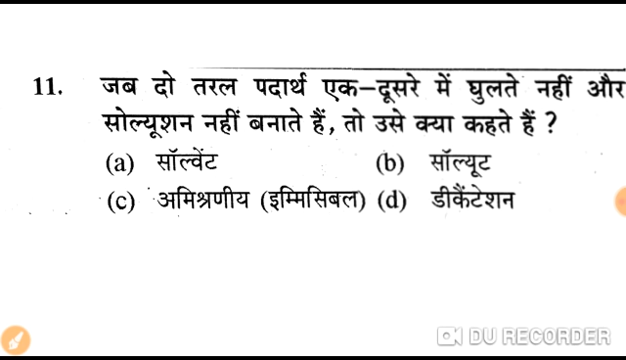 11. जब दो तरल पदार्थ एक–दूसरे में घुलते नहीं और
सोल्यूशन नहीं बनाते हैं, तो उसे क्या कहते हैं ?
(a) सॉल्वेंट (b) सॉल्यूट
(c) अमिश्रणीय (इम्मिसिबल) (d) डीकैंटेशन
DU RECORDER